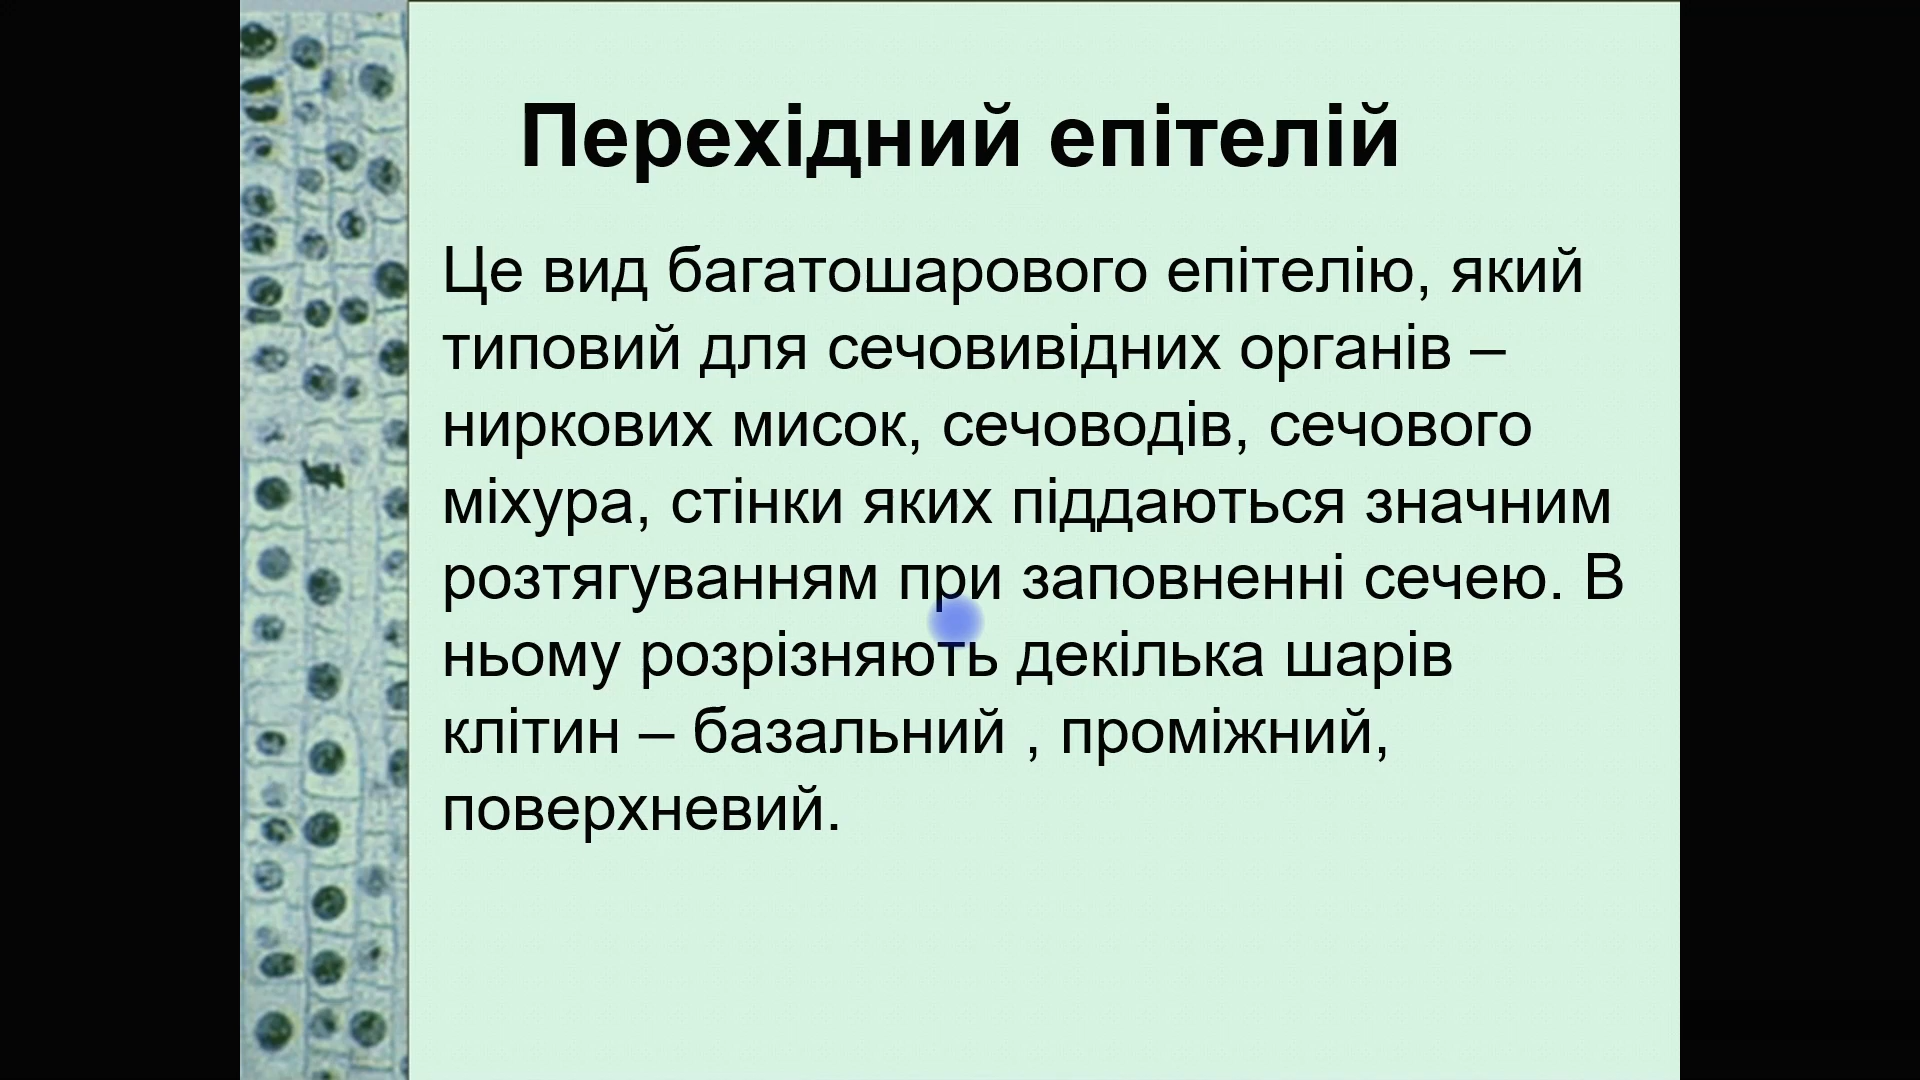 Перехідний епітелій
Це вид багатошарового епітелію, який
типовий для сечовивідних органів –
ниркових мисок, сечоводів, сечового
міхура, стінки яких піддаються значним
розтягуванням при заповненні сечею. В
ньому розрізняють декілька шарів
клітин – базальний , проміжний,
поверхневий.